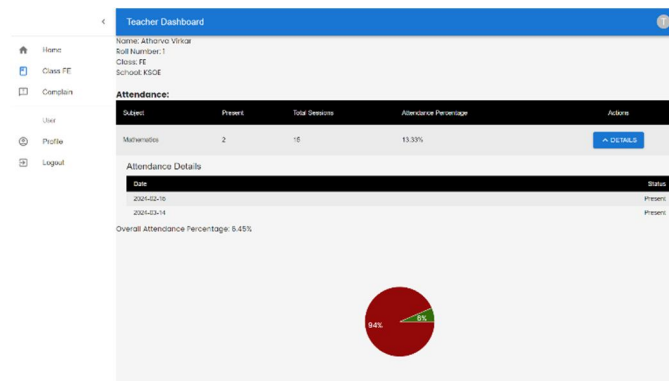 Teacher Dashboard
T
Home
Class FE
Complain
User
Profile
Logout
Name: Atharva Virkar
Roll Number: 1
Class: FE
School: KSOE
Attendance:
Subject Present Total Sessions Attendance Percentage Actions
Mathematics 2 15 13.33% DETAILS
Attendance Details
Date Status
2024-02-16 Present
2024-03-14 Present
Overall Attendance Percentage: 6.45%
94% 6%